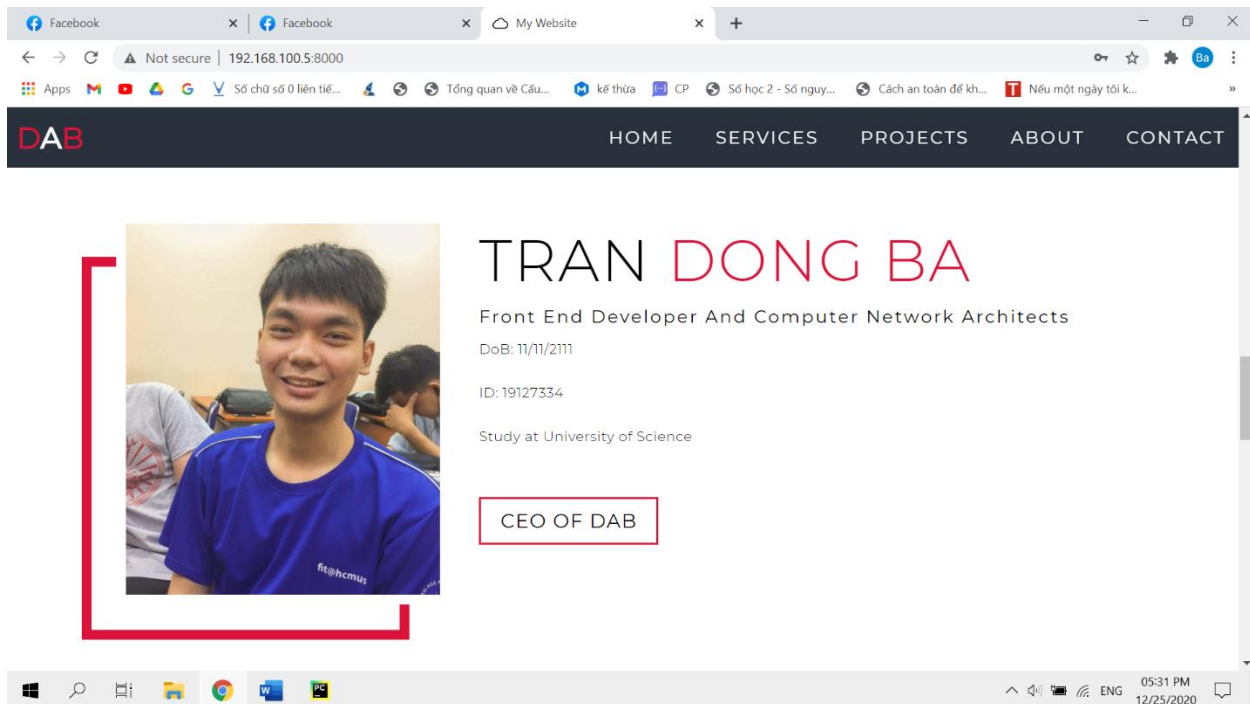 Facebook
Facebook
My Website
Not secure 192.168.100.5:8000
Ba
Apps
Số chữ số 0 liên tiế...
Tổng quan về Cấu...
kế thừa
CP
Số học 2 - Số nguy...
Cách an toàn để kh...
Nếu một ngày tôi k...
»
DAB HOME SERVICES PROJECTS ABOUT CONTACT
TRAN DONG BA
Front End Developer And Computer Network Architects
DoB: 11/11/2111
ID: 19127334
Study at University of Science
CEO OF DAB
fit@hcmus
ENG
05:31 PM
12/25/2020